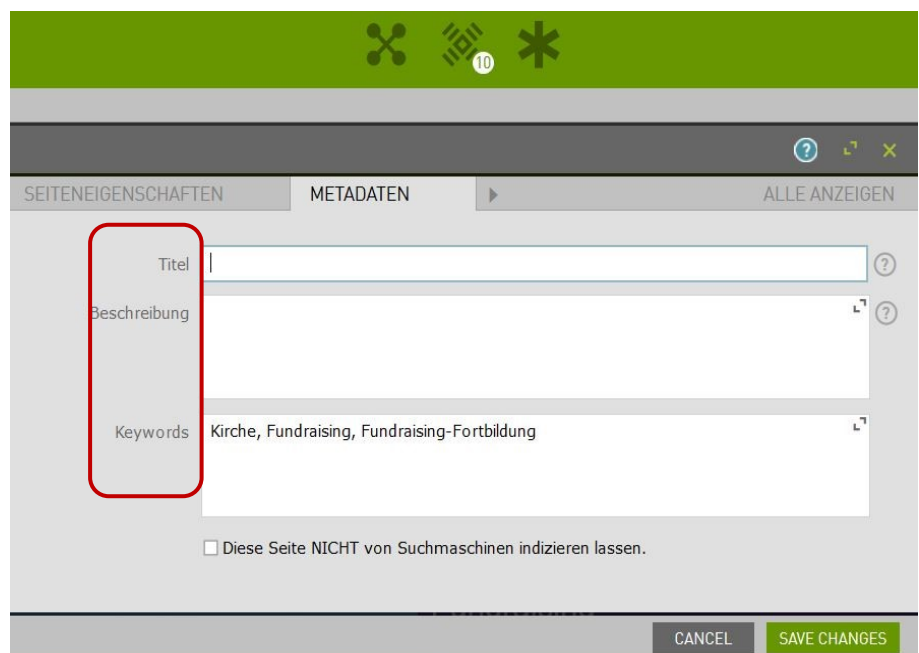 10
SEITENEIGENSCHAFTEN METADATEN ALLE ANZEIGEN
Titel
Beschreibung
Keywords Kirche, Fundraising, Fundraising-Fortbildung
Diese Seite NICHT von Suchmaschinen indizieren lassen.
CANCEL SAVE CHANGES